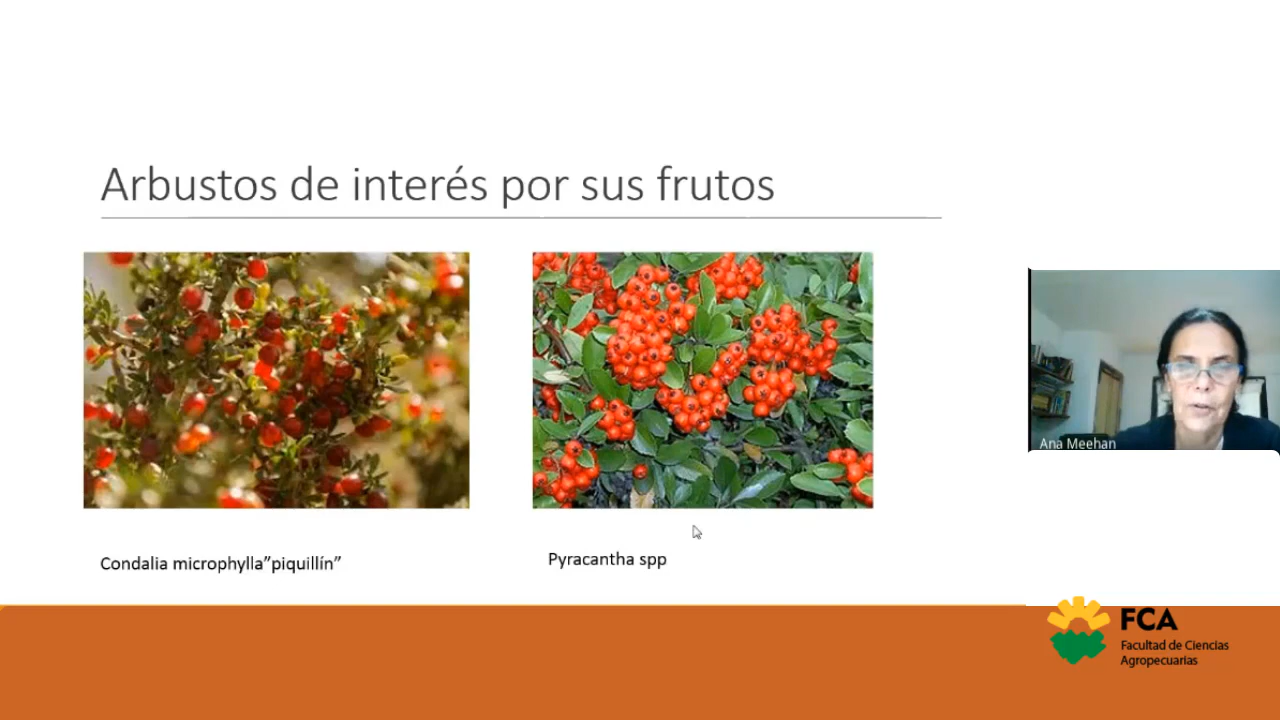 Arbustos de interés por sus frutos
Condalia microphylla”piquillín”
Pyracantha spp
Ana Meehan
FCA
Facultad de Ciencias
Agropecuarias